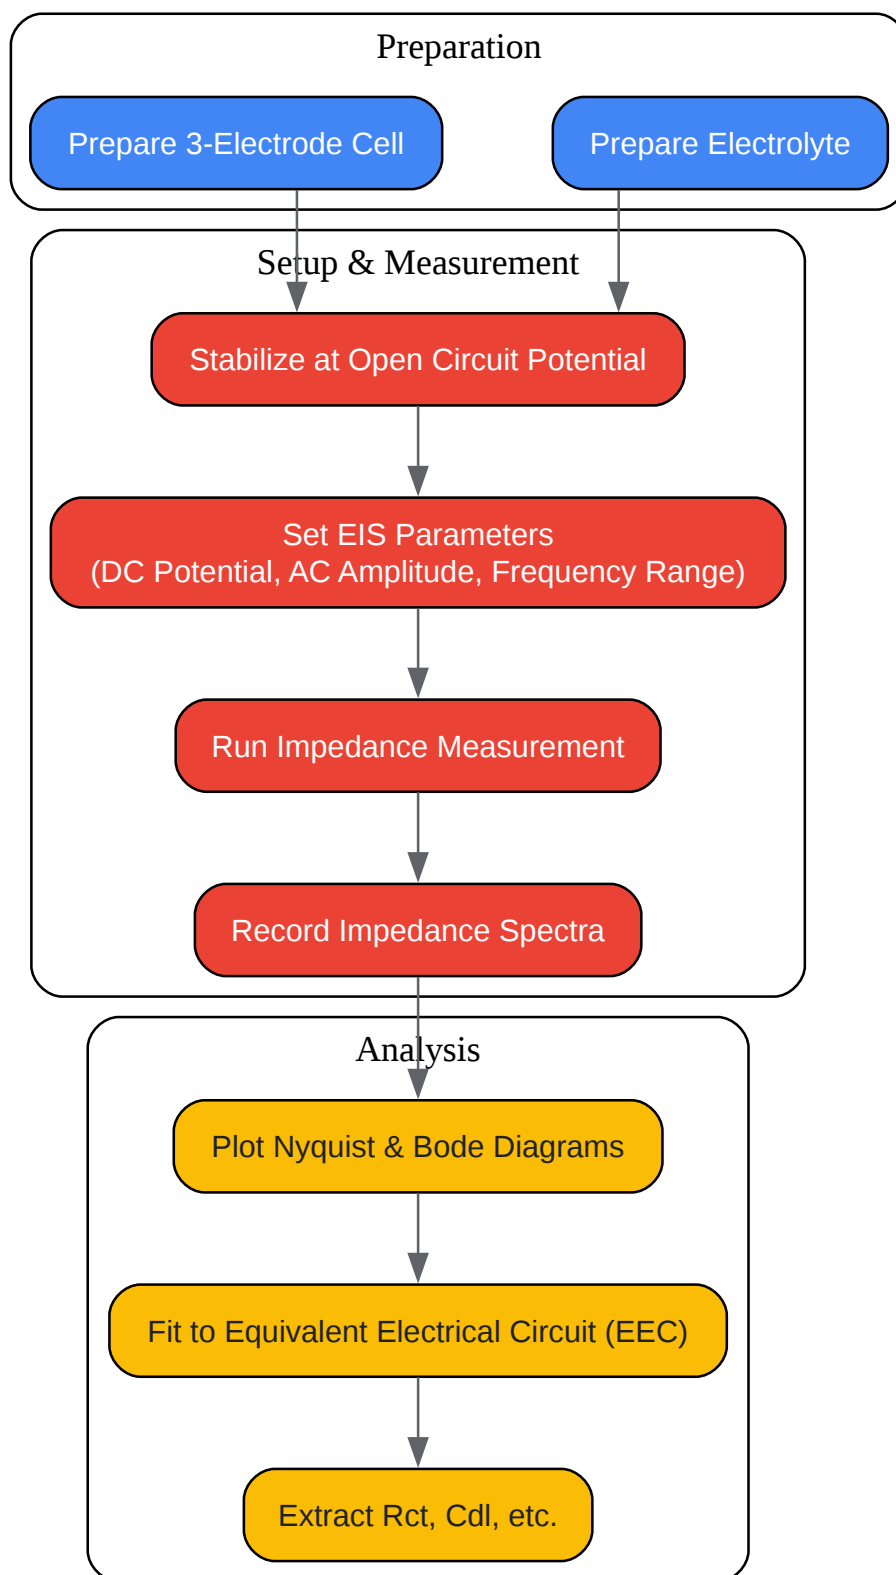 Preparation
Prepare 3-Electrode Cell
Prepare Electrolyte
Setup & Measurement
Stabilize at Open Circuit Potential
Set EIS Parameters
(DC Potential, AC Amplitude, Frequency Range)
Run Impedance Measurement
Record Impedance Spectra
Analysis
Plot Nyquist & Bode Diagrams
Fit to Equivalent Electrical Circuit (EEC)
Extract Rct, Cdl, etc.